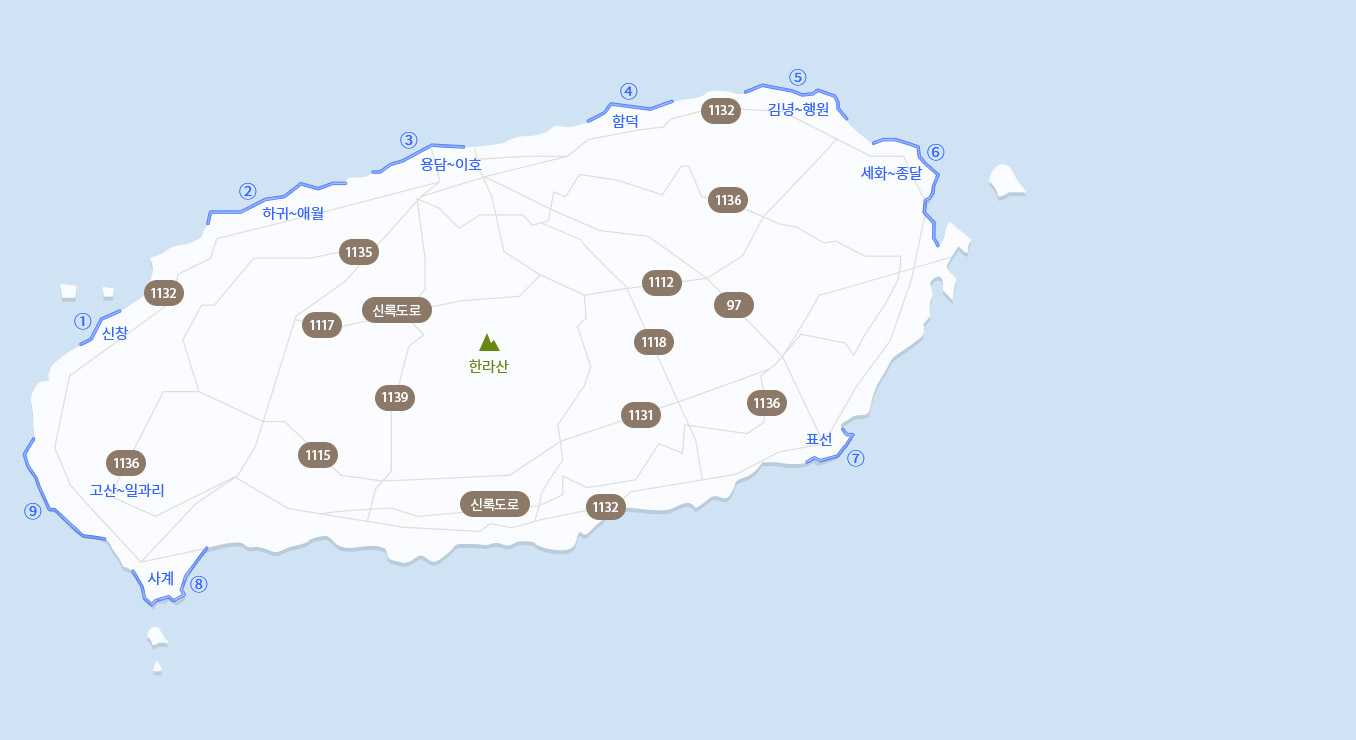 ⑤
④
1132
김녕~행원
함덕
③
용담~이호
⑥
세화~종달
②
하귀~애월
1136
1135
1112
1132
97
신록도로
①
신창
1117
1118
한라산
1139
1136
1131
표선
1115
⑦
1136
고산~일과리
신록도로
1132
⑨
사계
⑧